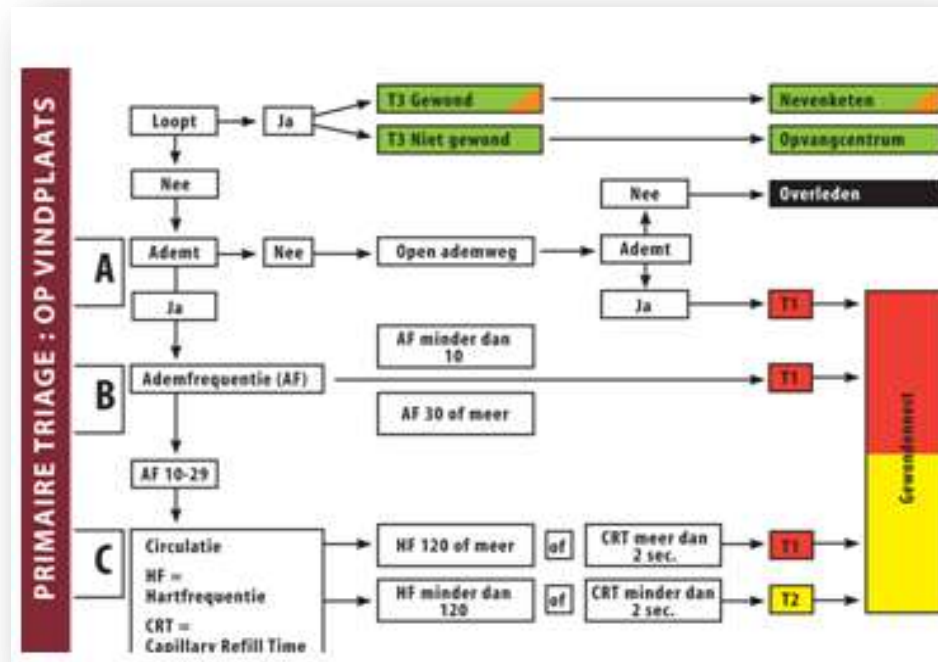 PRIMAIRE TRIAGE : OP VINDPLAATS
Loopt
Ja
T3 Gewond
Nevenketen
T3 Niet gewond
Opvangcentrum
Nee
Nee
Overleden
A
Ademt
Nee
Open ademweg
Ademt
Ja
Ja
T1
AF minder dan
10
B
Ademfrequentie (AF)
T1
AF 30 of meer
Gewondennest
AF 10-29
C
Circulatie
HF =
Hartfrequentie
CRT =
Capillary Refill Time
HF 120 of meer
of
CRT meer dan
2 sec.
T1
HF minder dan
120
of
CRT minder dan
2 sec.
T2